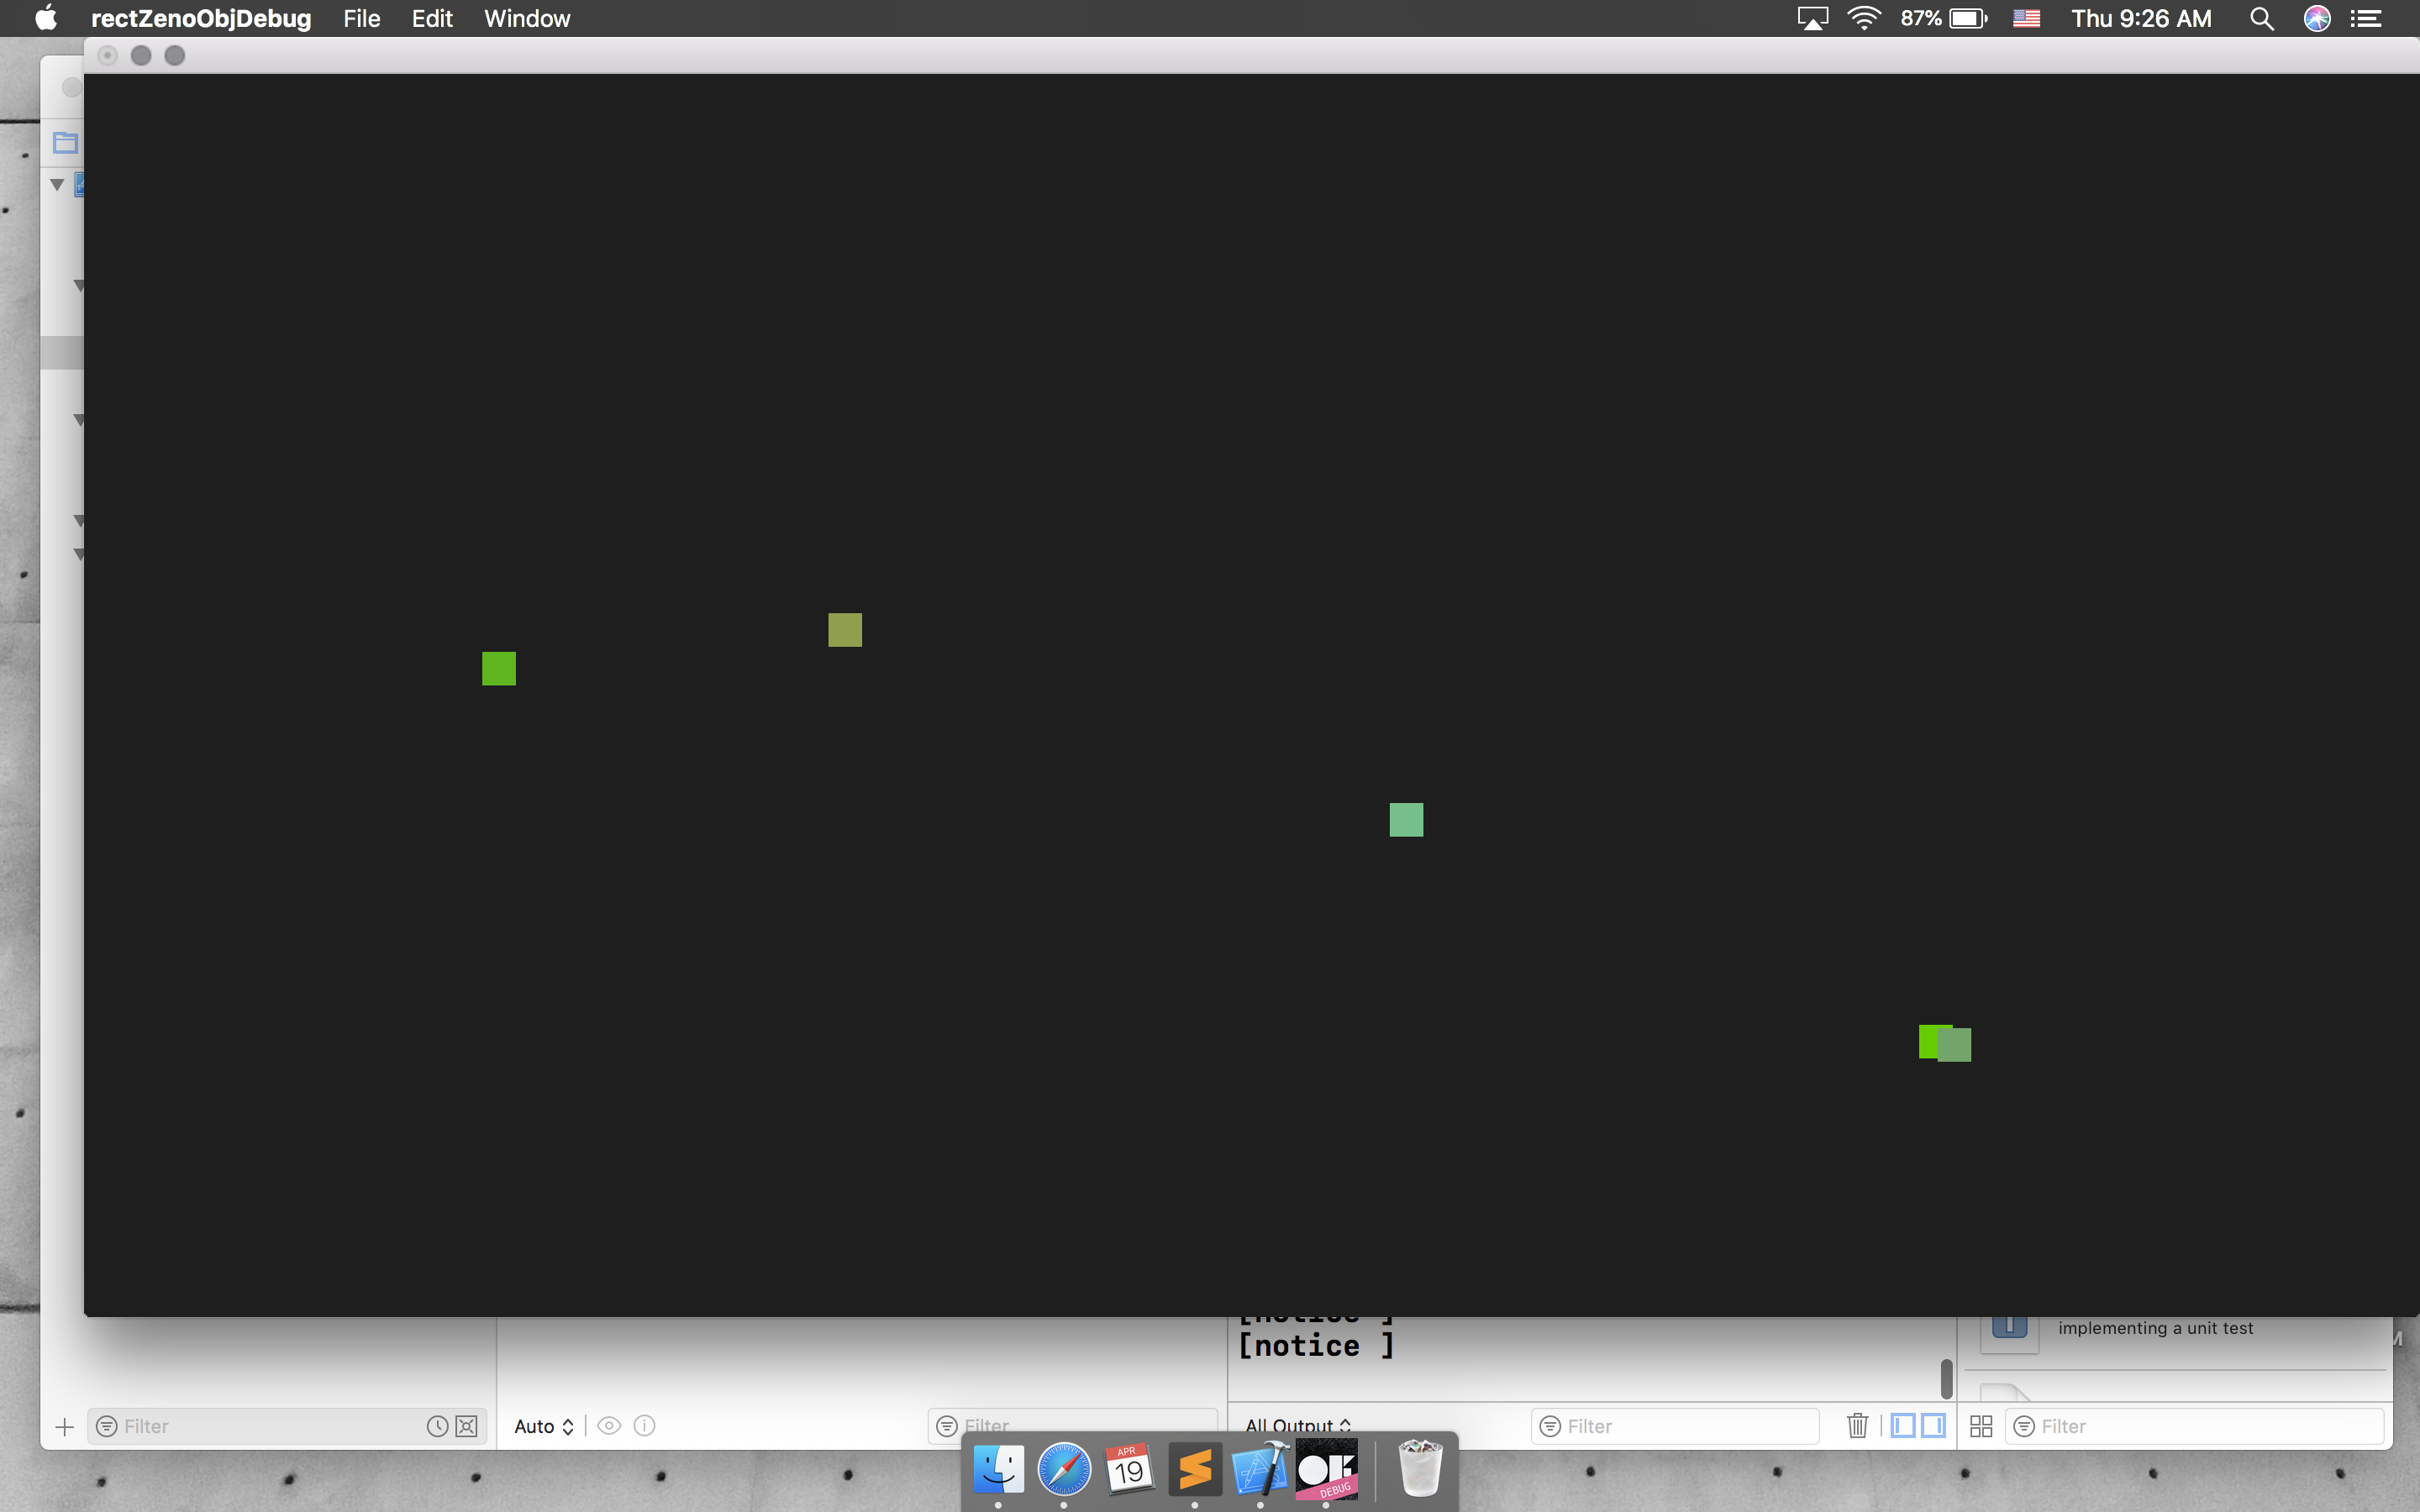 rectZenoObjDebug File Edit Window 87% Thu 9:26 AM
[notice ]
[notice ]
implementing a unit test
Filter
Auto
Filter
All Output
Filter
Filter
APR
19
DEBUG